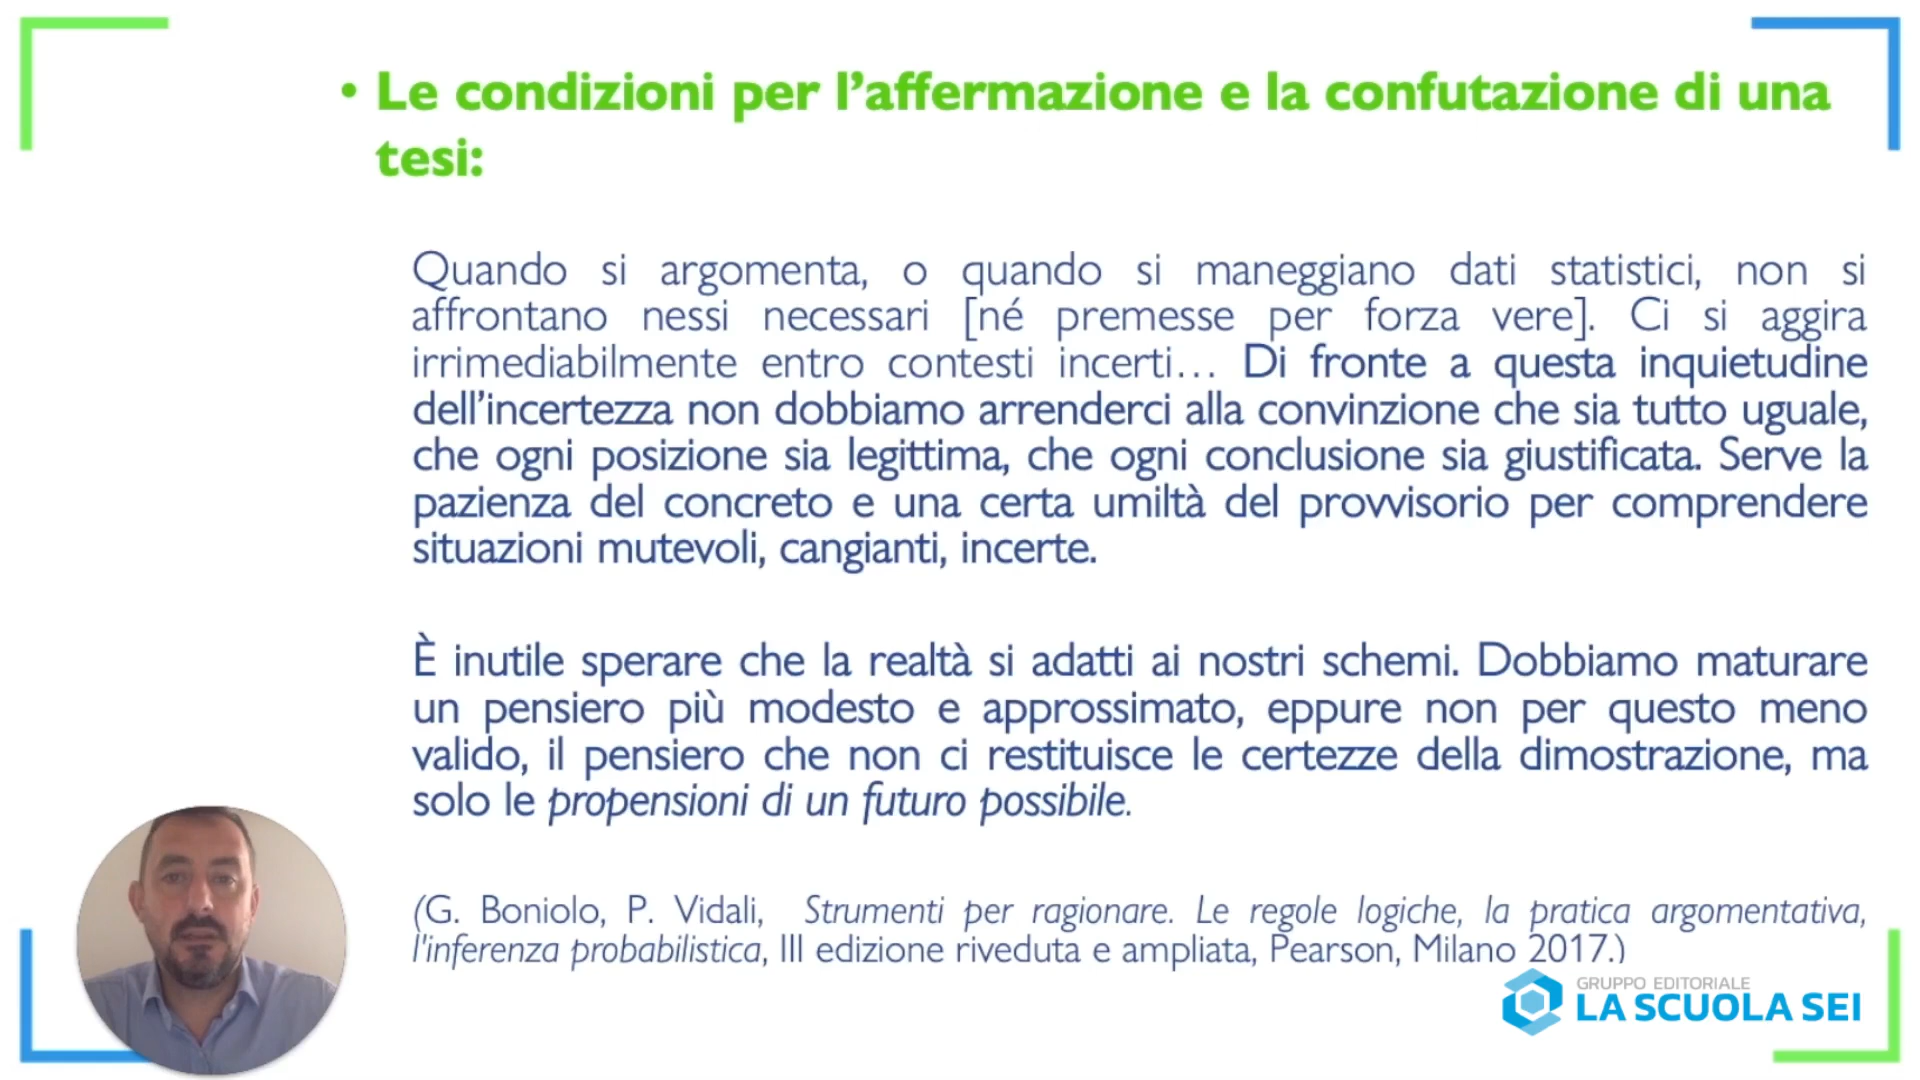 • Le condizioni per l’affermazione e la confutazione di una
tesi:
Quando si argomenta, o quando si maneggiano dati statistici, non si
affrontano nessi necessari [né premesse per forza vere]. Ci si aggira
irrimediabilmente entro contesti incerti… Di fronte a questa inquietudine
dell’incertezza non dobbiamo arrenderci alla convinzione che sia tutto uguale,
che ogni posizione sia legittima, che ogni conclusione sia giustificata. Serve la
pazienza del concreto e una certa umiltà del provvisorio per comprendere
situazioni mutevoli, cangianti, incerte.
È inutile sperare che la realtà si adatti ai nostri schemi. Dobbiamo maturare
un pensiero più modesto e approssimato, eppure non per questo meno
valido, il pensiero che non ci restituisce le certezze della dimostrazione, ma
solo le propensioni di un futuro possibile.
(G. Boniolo, P. Vidali, Strumenti per ragionare. Le regole logiche, la pratica argomentativa,
l'inferenza probabilistica, III edizione riveduta e ampliata, Pearson, Milano 2017.)
GRUPPO EDITORIALE
LA SCUOLA SEI